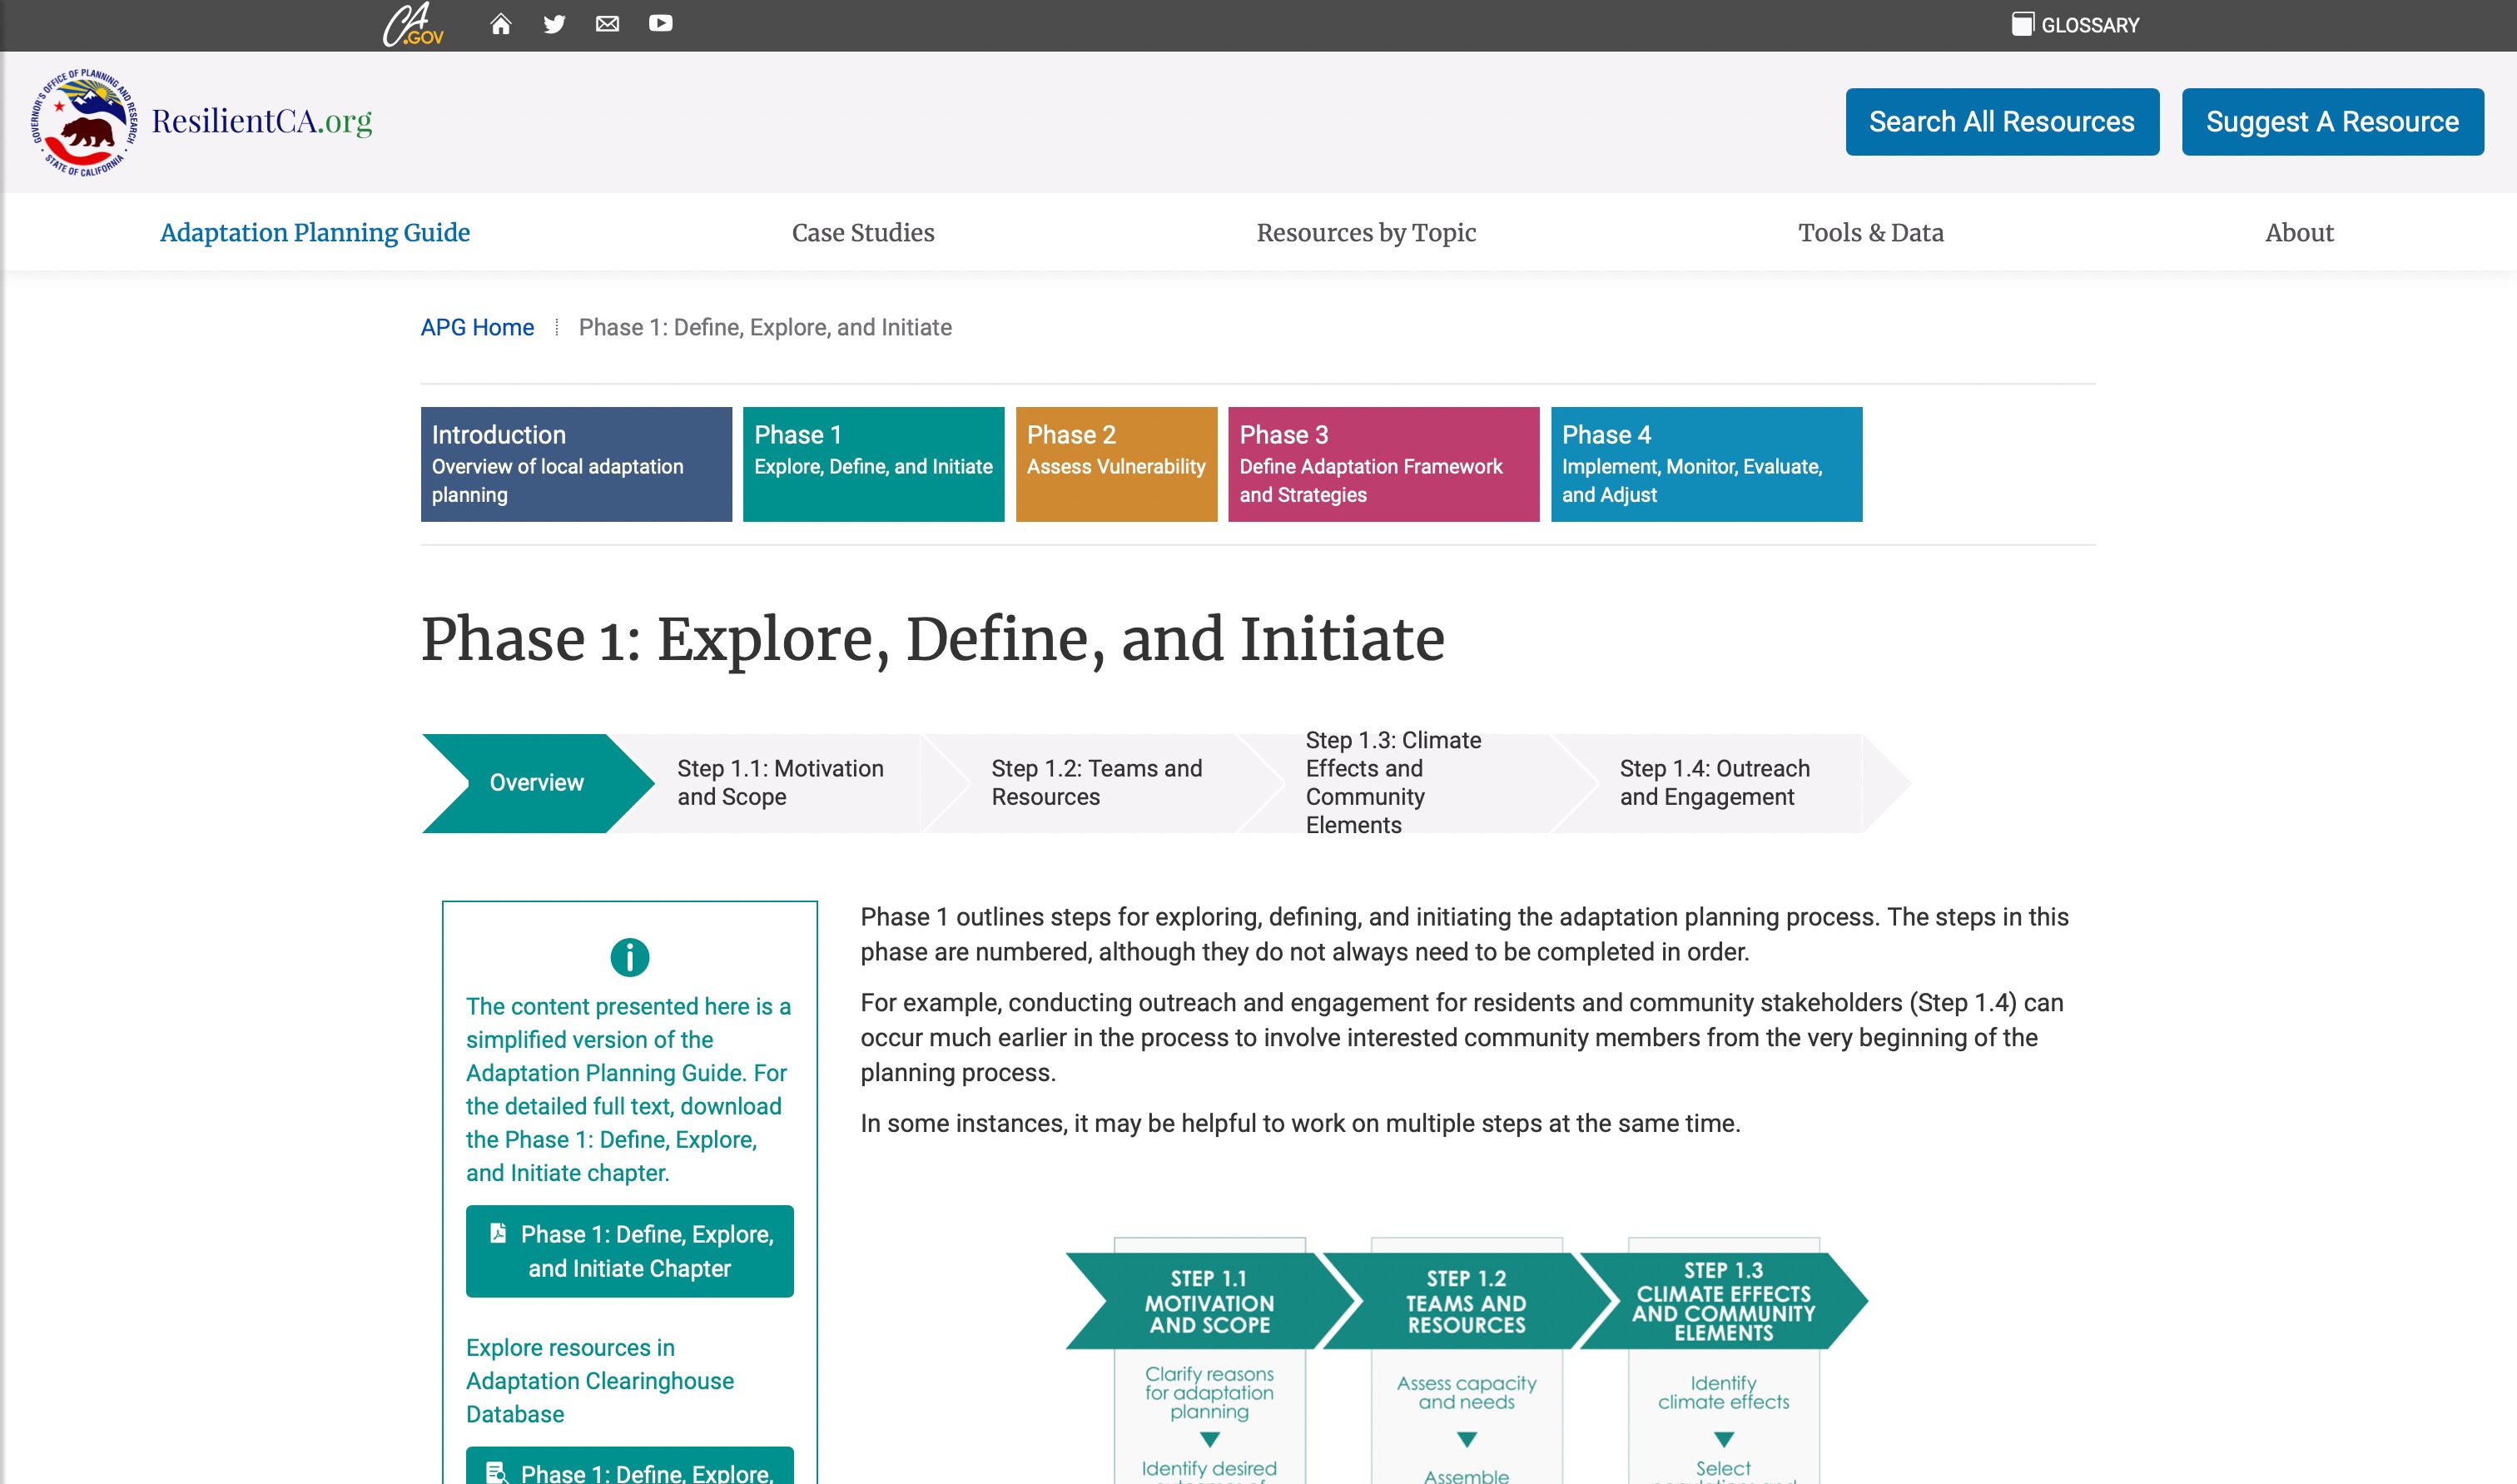 CA.GOV
GLOSSARY
GOVERNOR'S OFFICE OF PLANNING AND RESEARCH
STATE OF CALIFORNIA
ResilientCA.org
Search All Resources
Suggest A Resource
Adaptation Planning Guide
Case Studies
Resources by Topic
Tools & Data
About
APG Home
Phase 1: Define, Explore, and Initiate
Introduction
Overview of local adaptation
planning
Phase 1
Explore, Define, and Initiate
Phase 2
Assess Vulnerability
Phase 3
Define Adaptation Framework
and Strategies
Phase 4
Implement, Monitor, Evaluate,
and Adjust
Phase 1: Explore, Define, and Initiate
Overview
Step 1.1: Motivation
and Scope
Step 1.2: Teams and
Resources
Step 1.3: Climate
Effects and
Community
Elements
Step 1.4: Outreach
and Engagement
The content presented here is a
simplified version of the
Adaptation Planning Guide. For
the detailed full text, download
the Phase 1: Define, Explore,
and Initiate chapter.
Phase 1: Define, Explore,
and Initiate Chapter
Explore resources in
Adaptation Clearinghouse
Database
Phase 1: Define, Explore,
Phase 1 outlines steps for exploring, defining, and initiating the adaptation planning process. The steps in this
phase are numbered, although they do not always need to be completed in order.
For example, conducting outreach and engagement for residents and community stakeholders (Step 1.4) can
occur much earlier in the process to involve interested community members from the very beginning of the
planning process.
In some instances, it may be helpful to work on multiple steps at the same time.
STEP 1.1
MOTIVATION
AND SCOPE
Clarify reasons
for adaptation
planning
Identify desired
STEP 1.2
TEAMS AND
RESOURCES
Assess capacity
and needs
Assemble
STEP 1.3
CLIMATE EFFECTS
AND COMMUNITY
ELEMENTS
Identify
climate effects
Select